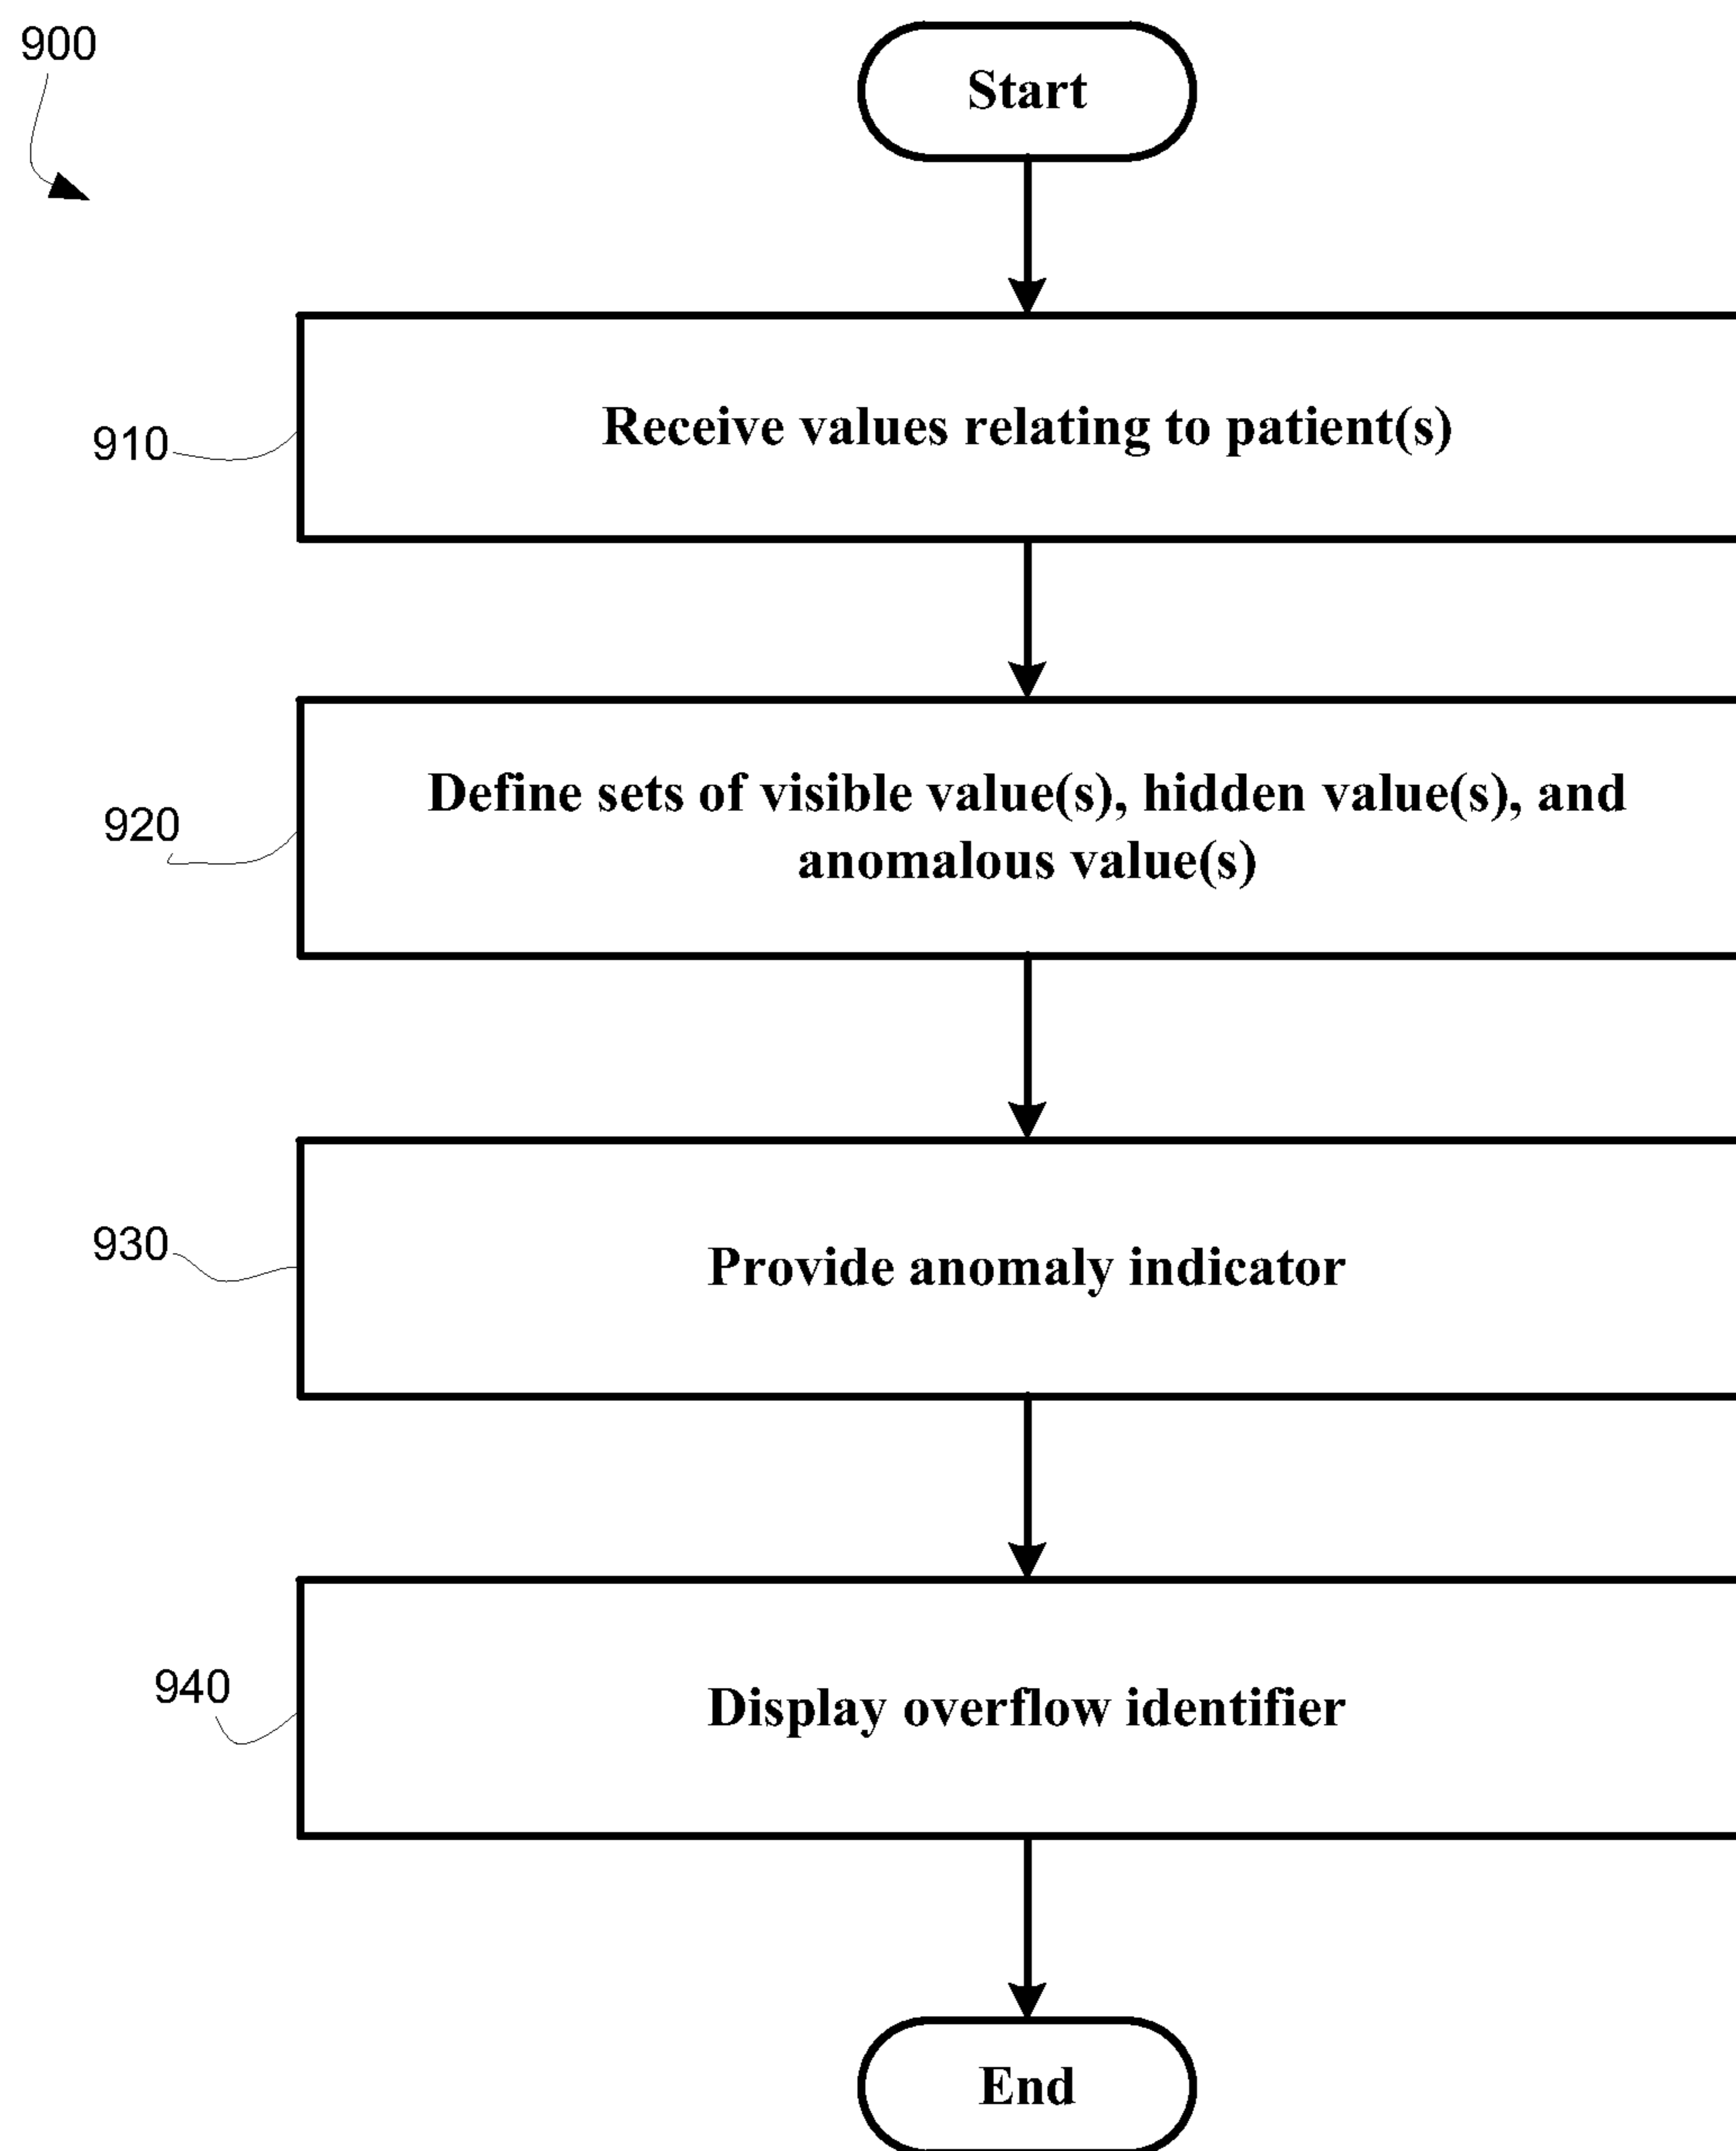 900
Start
910
Receive values relating to patient(s)
920
Define sets of visible value(s), hidden value(s), and
anomalous value(s)
930
Provide anomaly indicator
940
Display overflow identifier
End